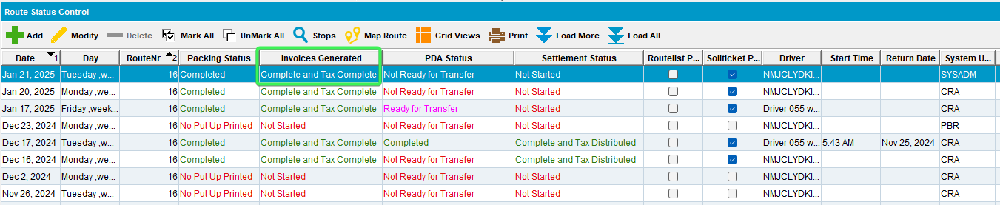 Route Status Control
Add Modify Delete Mark All UnMark All Stops Map Route Grid Views Print Load More Load All
Date 1 Day RouteNr 2 Packing Status Invoices Generated PDA Status Settlement Status Routelist P... Soilticket P... Driver Start Time Return Date System U...
Jan 21, 2025 Tuesday ,w... 16 Completed Complete and Tax Complete Not Ready for Transfer Not Started NMJCLYDKI... SYSADM
Jan 20, 2025 Monday ,we... 16 Completed Complete and Tax Complete Not Ready for Transfer Not Started NMJCLYDKI... CRA
Jan 17, 2025 Friday ,week... 16 Completed Complete and Tax Complete Ready for Transfer Not Started Driver 055 w... CRA
Dec 23, 2024 Monday ,we... 16 No Put Up Printed Not Started Not Ready for Transfer Not Started NMJCLYDKI... PBR
Dec 17, 2024 Tuesday ,w... 16 Completed Complete and Tax Complete Completed Complete and Tax Distributed Driver 055 w... 5:43 AM Nov 25, 2024 CRA
Dec 16, 2024 Monday ,we... 16 Completed Complete and Tax Complete Not Ready for Transfer Complete and Tax Distributed NMJCLYDKI... CRA
Dec 2, 2024 Monday ,we... 16 No Put Up Printed Not Started Not Ready for Transfer Not Started NMJCLYDKI... CRA
Nov 26, 2024 Tuesday ,w... 16 No Put Up Printed Not Started Not Ready for Transfer Not Started NMJCLYDKI... CRA